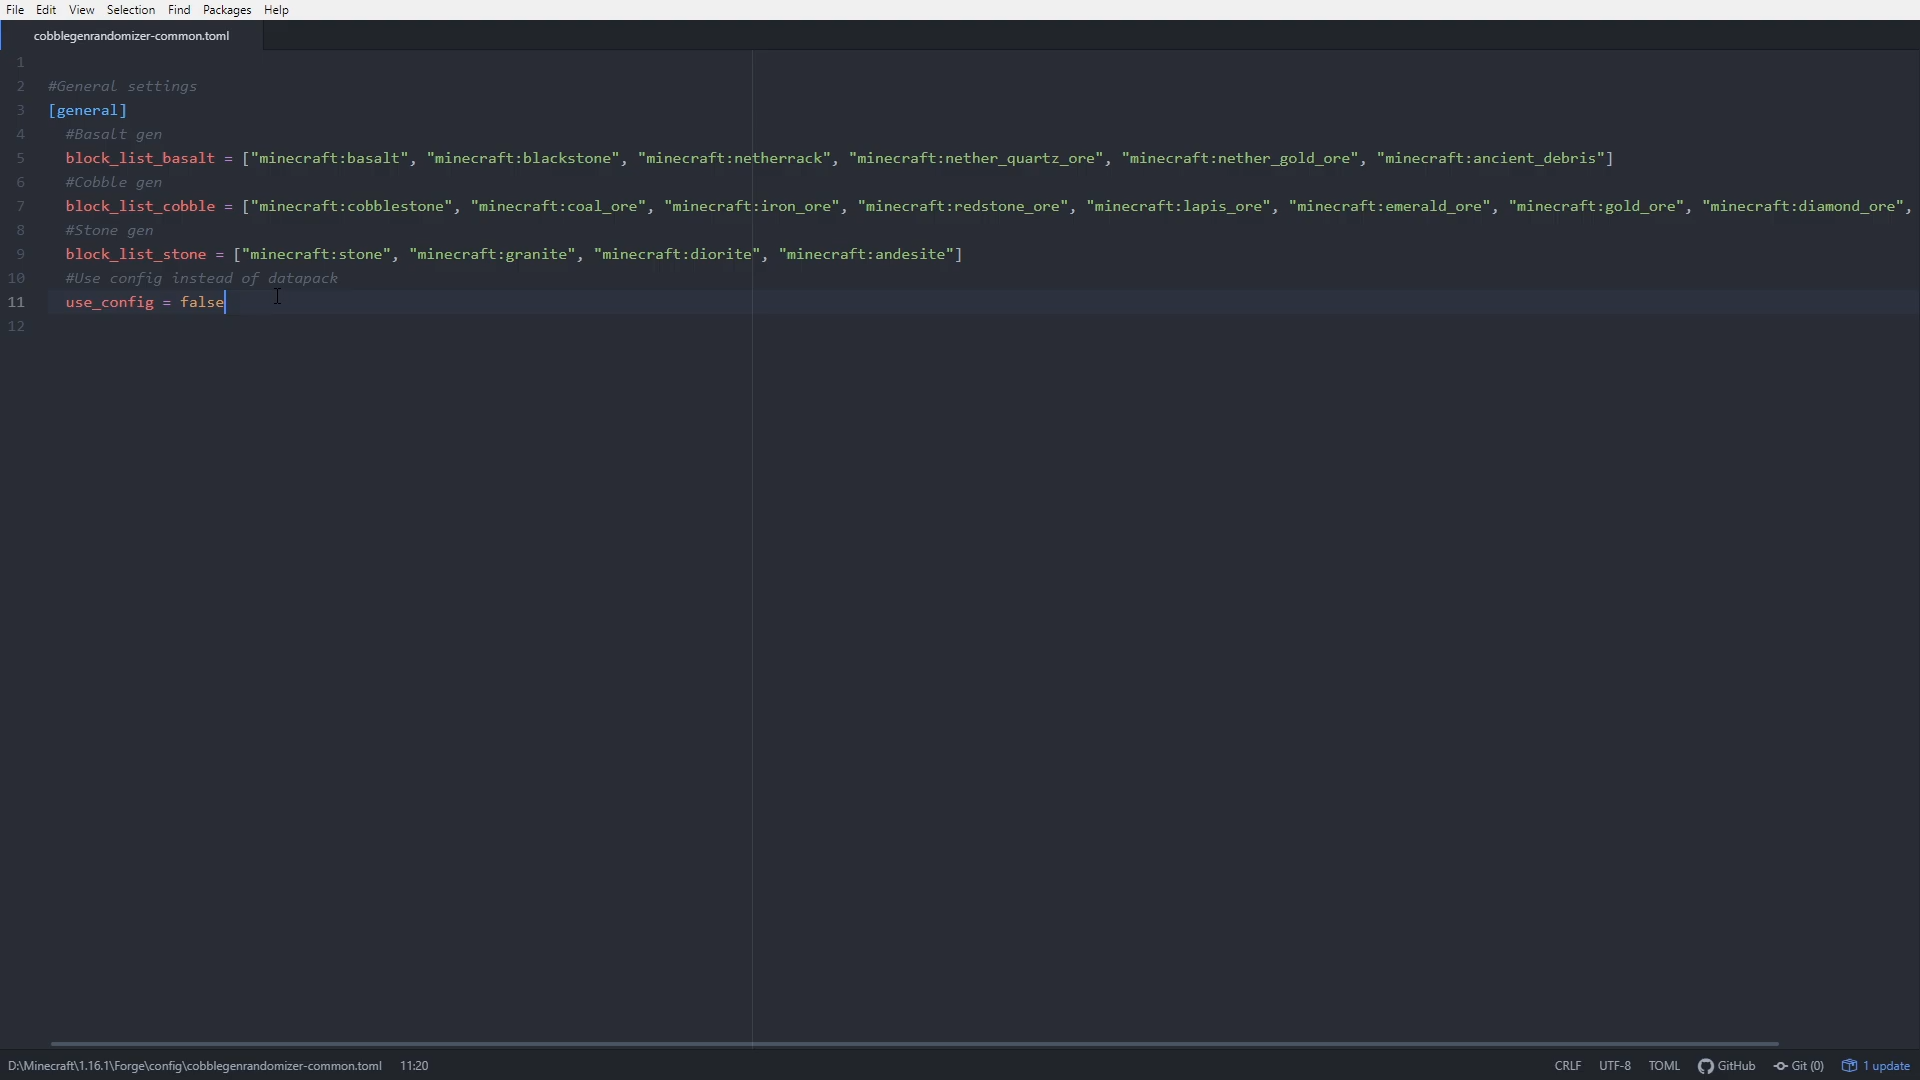 File Edit View Selection Find Packages Help
cobblegenrandomizer-common.toml
1
2 #General settings
3 [general]
4 #Basalt gen
5 block_list_basalt = ["minecraft:basalt", "minecraft:blackstone", "minecraft:netherrack", "minecraft:nether_quartz_ore", "minecraft:nether_gold_ore", "minecraft:ancient_debris"]
6 #Cobble gen
7 block_list_cobble = ["minecraft:cobblestone", "minecraft:coal_ore", "minecraft:iron_ore", "minecraft:redstone_ore", "minecraft:lapis_ore", "minecraft:emerald_ore", "minecraft:gold_ore", "minecraft:diamond_ore",
8 #Stone gen
9 block_list_stone = ["minecraft:stone", "minecraft:granite", "minecraft:diorite", "minecraft:andesite"]
10 #Use config instead of datapack
11 use_config = false
12
D:\Minecraft\1.16.1\Forge\config\cobblegenrandomizer-common.toml 11:20 CRLF UTF-8 TOML GitHub Git (0) 1 update